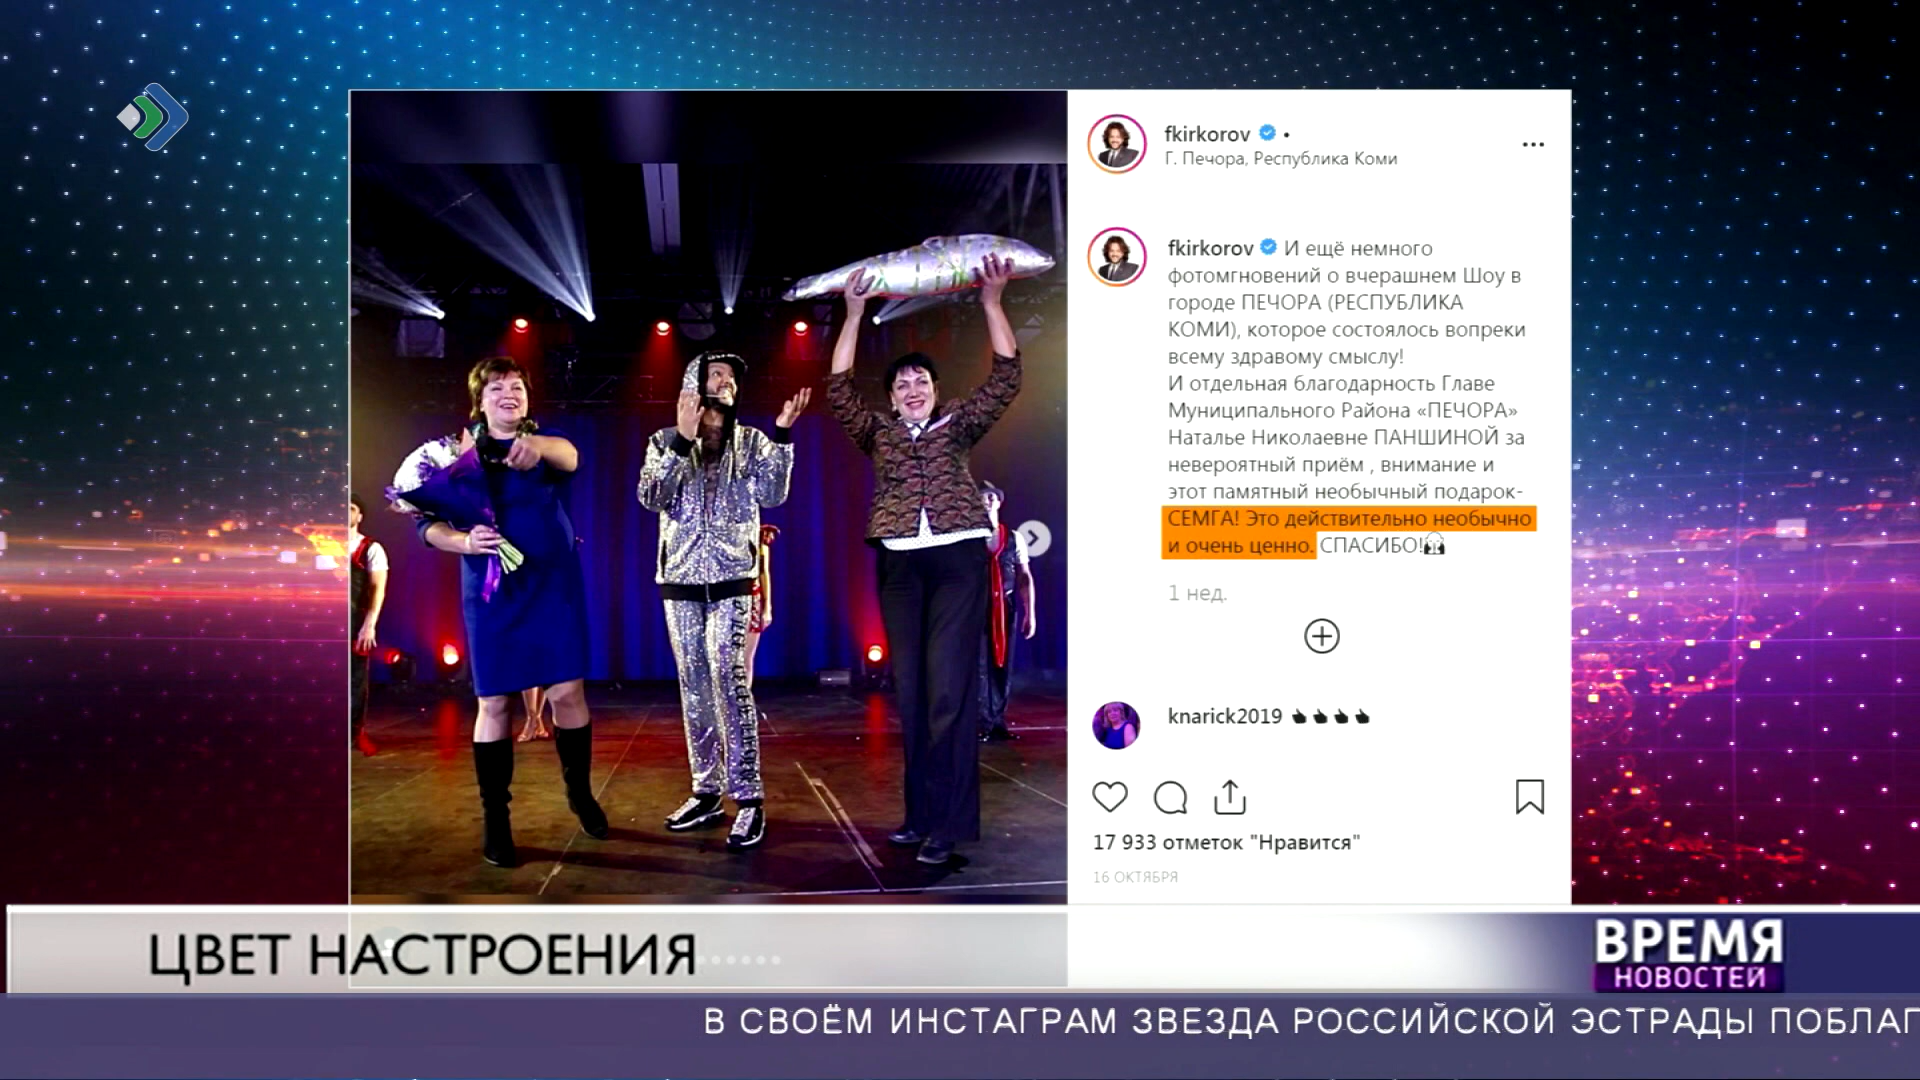 fkirkorov •
Г. Печора, Республика Коми
fkirkorov И ещё немного
фотомгновений о вчерашнем Шоу в
городе ПЕЧОРА (РЕСПУБЛИКА
КОМИ), которое состоялось вопреки
всему здравому смыслу!
И отдельная благодарность Главе
Муниципального Района «ПЕЧОРА»
Наталье Николаевне ПАНШИНОЙ за
невероятный приём , внимание и
этот памятный необычный подарок-
СЕМГА! Это действительно необычно
и очень ценно. СПАСИБО!
1 нед.
knarick2019
17 933 отметок "Нравится"
16 ОКТЯБРЯ
ЦВЕТ НАСТРОЕНИЯ
ВРЕМЯ
НОВОСТЕЙ
В СВОЁМ ИНСТАГРАМ ЗВЕЗДА РОССИЙСКОЙ ЭСТРАДЫ ПОБЛАГ